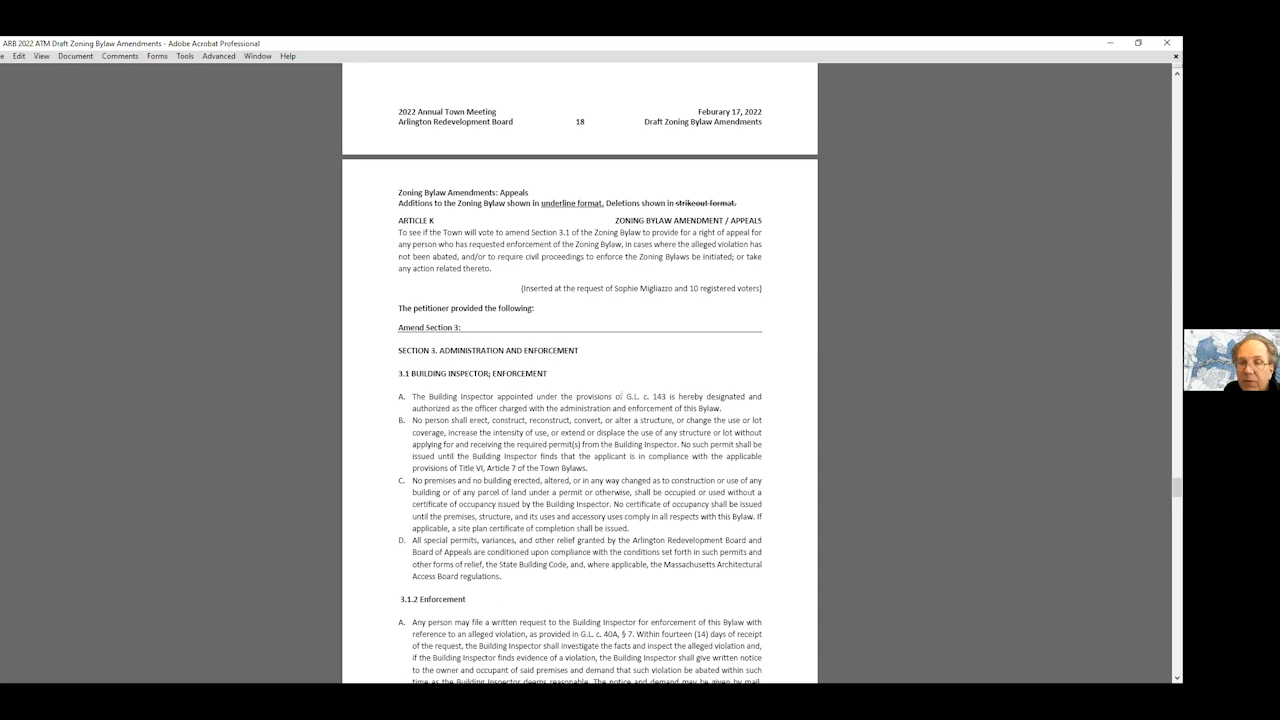 ARB 2022 ATM Draft Zoning Bylaw Amendments - Adobe Acrobat Professional
e Edit View Document Comments Forms Tools Advanced Window Help
2022 Annual Town Meeting Feburary 17, 2022
Arlington Redevelopment Board 18 Draft Zoning Bylaw Amendments
Zoning Bylaw Amendments: Appeals
Additions to the Zoning Bylaw shown in underline format. Deletions shown in strikeout format.
ARTICLE K ZONING BYLAW AMENDMENT / APPEALS
To see if the Town will vote to amend Section 3.1 of the Zoning Bylaw to provide for a right of appeal for
any person who has requested enforcement of the Zoning Bylaw, in cases where the alleged violation has
not been abated, and/or to require civil proceedings to enforce the Zoning Bylaws be initiated; or take
any action related thereto.
(Inserted at the request of Sophie Migliazzo and 10 registered voters)
The petitioner provided the following:
Amend Section 3:
SECTION 3. ADMINISTRATION AND ENFORCEMENT
3.1 BUILDING INSPECTOR; ENFORCEMENT
A. The Building Inspector appointed under the provisions of G.L. c. 143 is hereby designated and
authorized as the officer charged with the administration and enforcement of this Bylaw.
B. No person shall erect, construct, reconstruct, convert, or alter a structure, or change the use or lot
coverage, increase the intensity of use, or extend or displace the use of any structure or lot without
applying for and receiving the required permit(s) from the Building Inspector. No such permit shall be
issued until the Building Inspector finds that the applicant is in compliance with the applicable
provisions of Title VI, Article 7 of the Town Bylaws.
C. No premises and no building erected, altered, or in any way changed as to construction or use of any
building or of any parcel of land under a permit or otherwise, shall be occupied or used without a
certificate of occupancy issued by the Building Inspector. No certificate of occupancy shall be issued
until the premises, structure, and its uses and accessory uses comply in all respects with this Bylaw. If
applicable, a site plan certificate of completion shall be issued.
D. All special permits, variances, and other relief granted by the Arlington Redevelopment Board and
Board of Appeals are conditioned upon compliance with the conditions set forth in such permits and
other forms of relief, the State Building Code, and, where applicable, the Massachusetts Architectural
Access Board regulations.
3.1.2 Enforcement
A. Any person may file a written request to the Building Inspector for enforcement of this Bylaw with
reference to an alleged violation, as provided in G.L. c. 40A, § 7. Within fourteen (14) days of receipt
of the request, the Building Inspector shall investigate the facts and inspect the alleged violation and,
if the Building Inspector finds evidence of a violation, the Building Inspector shall give written notice
to the owner and occupant of said premises and demand that such violation be abated within such
time as the Building Inspector deems reasonable. The notice and demand may be given by mail,